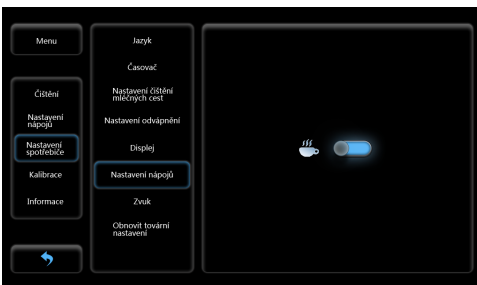 Menu
Čištění
Nastavení
nápojů
Nastavení
spotřebiče
Kalibrace
Informace
Jazyk
Časovač
Nastavení čištění
mléčných cest
Nastavení odvápnění
Displej
Nastavení nápojů
Zvuk
Obnovit tovární
nastavení